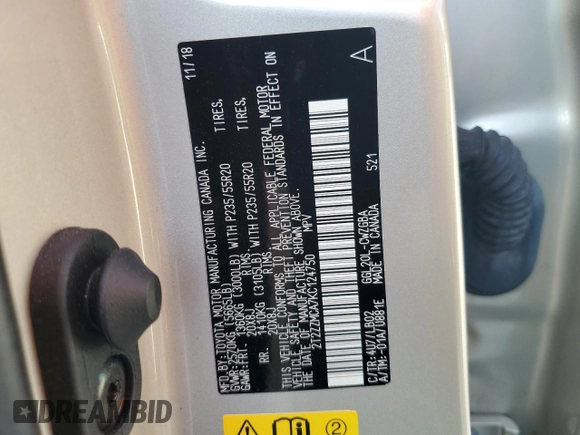 11/18
A
MFD. BY: TOYOTA MOTOR MANUFACTURING CANADA INC.
GVWR: 2570KG (5665LB)
GAWR: FRT. 1360KG (3000LB) WITH P235/55R20 TIRES,
20X8J RIMS,
RR. 1410KG (3105LB) WITH P235/55R20 TIRES,
20X8J RIMS,
THIS VEHICLE CONFORMS TO ALL APPLICABLE FEDERAL MOTOR
VEHICLE SAFETY AND THEFT PREVENTION STANDARDS IN EFFECT ON
THE DATE OF MANUFACTURE SHOWN ABOVE.
2T2ZZMCA7KC124750 MPV
C/TR: 4U7/LB02 GGL20L-CWZGBA
A/TM: -01A/U881E MADE IN CANADA 521
2
DREAMBID